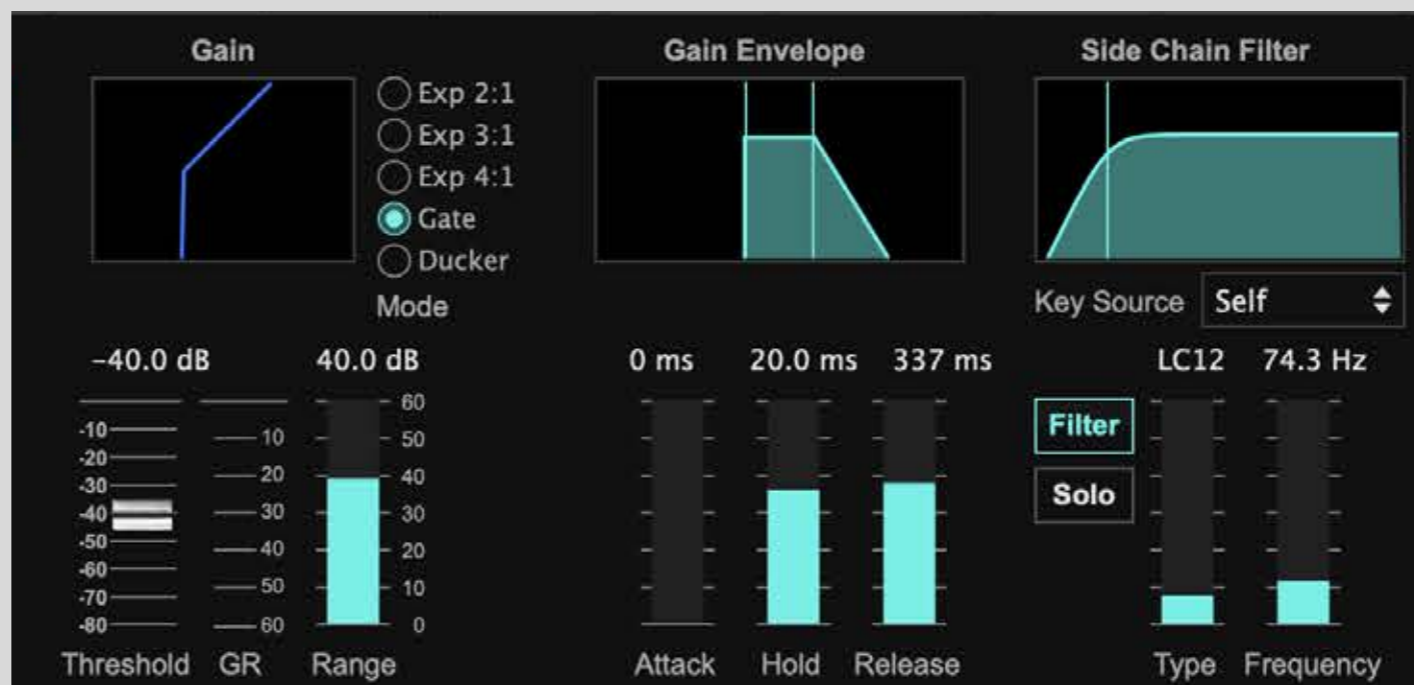 Gain
Exp 2:1
Exp 3:1
Exp 4:1
Gate
Ducker
Mode
Gain Envelope
Side Chain Filter
Key Source Self
-40.0 dB 40.0 dB
-10
-20
-30
-40
-50
-60
-70
-80
10
20
30
40
50
60
60
50
40
30
20
10
0
Threshold GR Range
0 ms 20.0 ms 337 ms
Attack Hold Release
LC12 74.3 Hz
Filter
Solo
Type Frequency